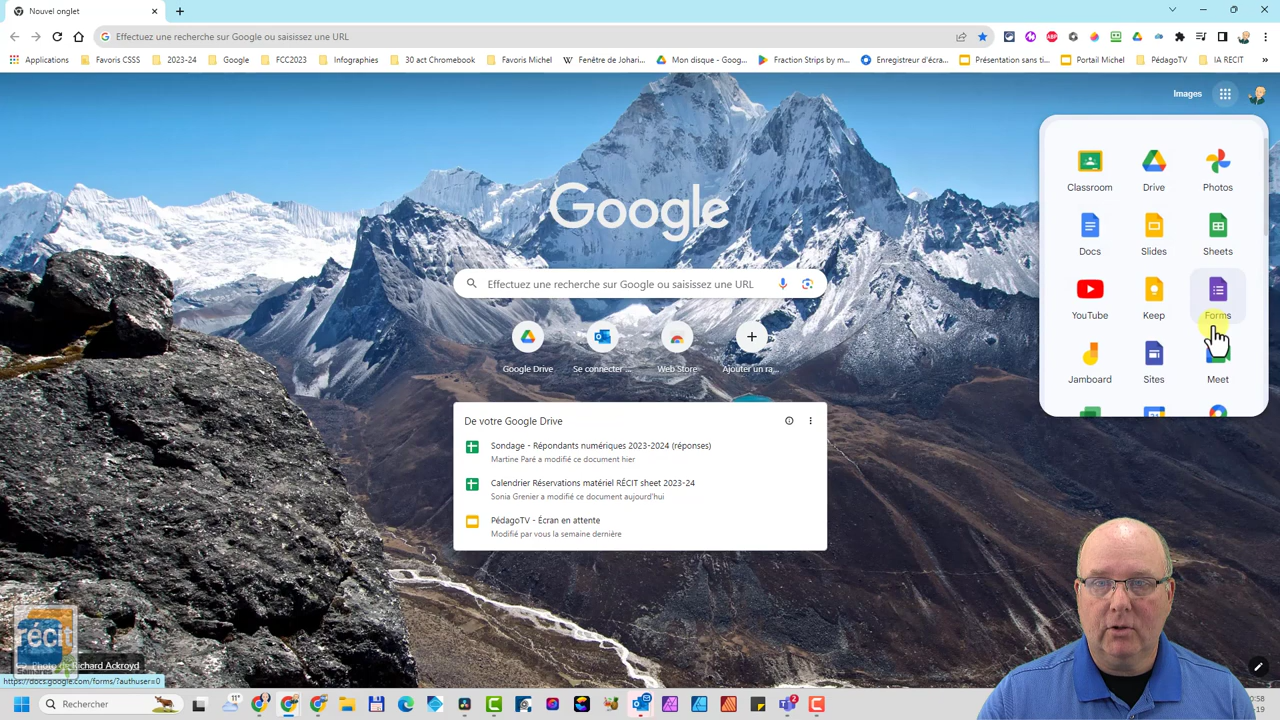 Nouvel onglet
Effectuez une recherche sur Google ou saisissez une URL
Applications
Favoris CSSS
2023-24
Google
FCC2023
Infographies
30 act Chromebook
Favoris Michel
Fenêtre de Johari...
Mon disque - Goog...
Fraction Strips by m...
Enregistreur d'écra...
Présentation sans ti...
Portail Michel
PédagoTV
IA RECIT
Images
Classroom
Drive
Photos
Docs
Slides
Sheets
YouTube
Keep
Forms
Jamboard
Sites
Meet
Google
Effectuez une recherche sur Google ou saisissez une URL
Google Drive
Se connecter ...
Web Store
Ajouter un ra...
De votre Google Drive
Sondage - Répondants numériques 2023-2024 (réponses)
Martine Paré a modifié ce document hier
Calendrier Réservations matériel RÉCIT sheet 2023-24
Sonia Grenier a modifié ce document aujourd'hui
PédagoTV - Écran en attente
Modifié par vous la semaine dernière
récit
Photo de Richard Ackroyd
https://docs.google.com/forms/?authuser=0
Rechercher
11°